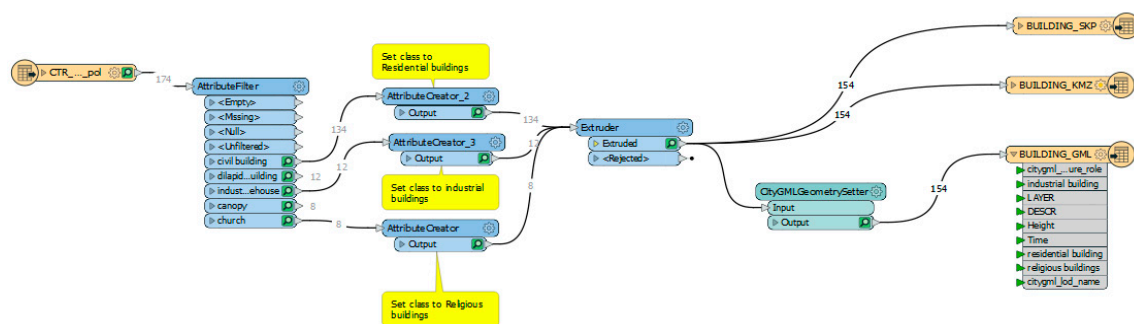 CTR_..._pol
174
AttributeFilter
<Empty>
<Missing>
<Null>
<Unfiltered>
civil building
134
dilapid...uilding
12
indust...ehouse
12
canopy
8
church
8
Set class to
Residential buildings
AttributeCreator_2
Output
134
AttributeCreator_3
Output
12
Set class to industrial
buildings
AttributeCreator
Output
8
Set class to Religious
buildings
Extruder
Extruded
<Rejected>
154
154
CityGMLGeometrySetter
Input
Output
154
BUILDING_SKP
BUILDING_KMZ
BUILDING_GML
citygml_...ure_role
industrial building
LAYER
DESCR
Height
Time
residential building
religious buildings
citygml_lod_name